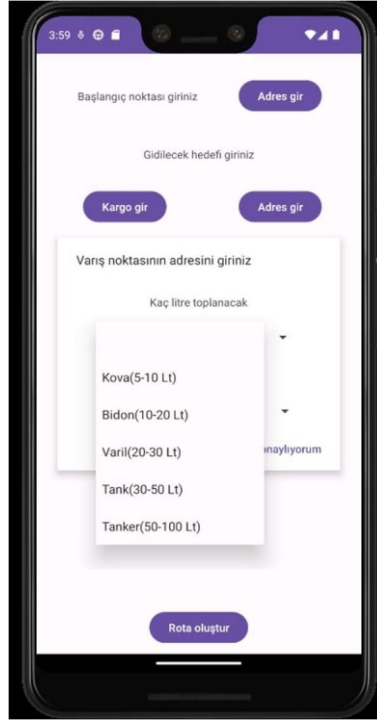 3:59
Başlangıç noktası giriniz
Adres gir
Gidilecek hedefi giriniz
Kargo gir
Adres gir
Varış noktasının adresini giriniz
Kaç litre toplanacak
Kova(5-10 Lt)
Bidon(10-20 Lt)
Varil(20-30 Lt)
naylıyorum
Tank(30-50 Lt)
Tanker(50-100 Lt)
Rota oluştur